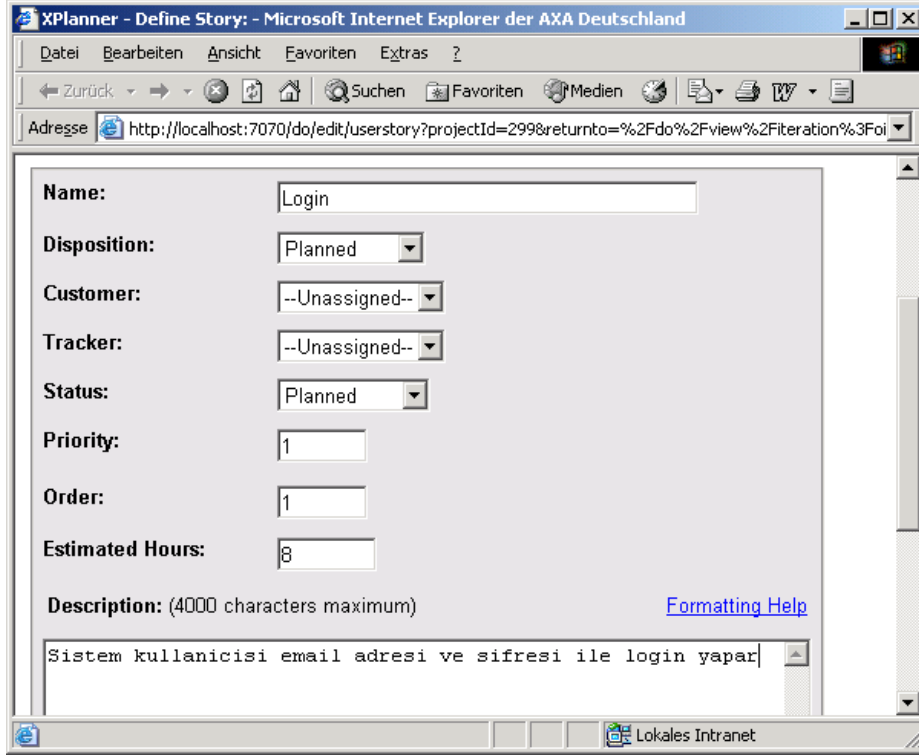 XPlanner - Define Story: - Microsoft Internet Explorer der AXA Deutschland
Datei Bearbeiten Ansicht Favoriten Extras ?
Zurück Suchen Favoriten Medien
Adresse http://localhost:7070/do/edit/userstory?projectId=299&returnto=%2Fdo%2Fview%2Fiteration%3Foi
Name: Login
Disposition: Planned
Customer: --Unassigned--
Tracker: --Unassigned--
Status: Planned
Priority: 1
Order: 1
Estimated Hours: 8
Description: (4000 characters maximum) Formatting Help
Sistem kullanicisi email adresi ve sifresi ile login yapar
Lokales Intranet